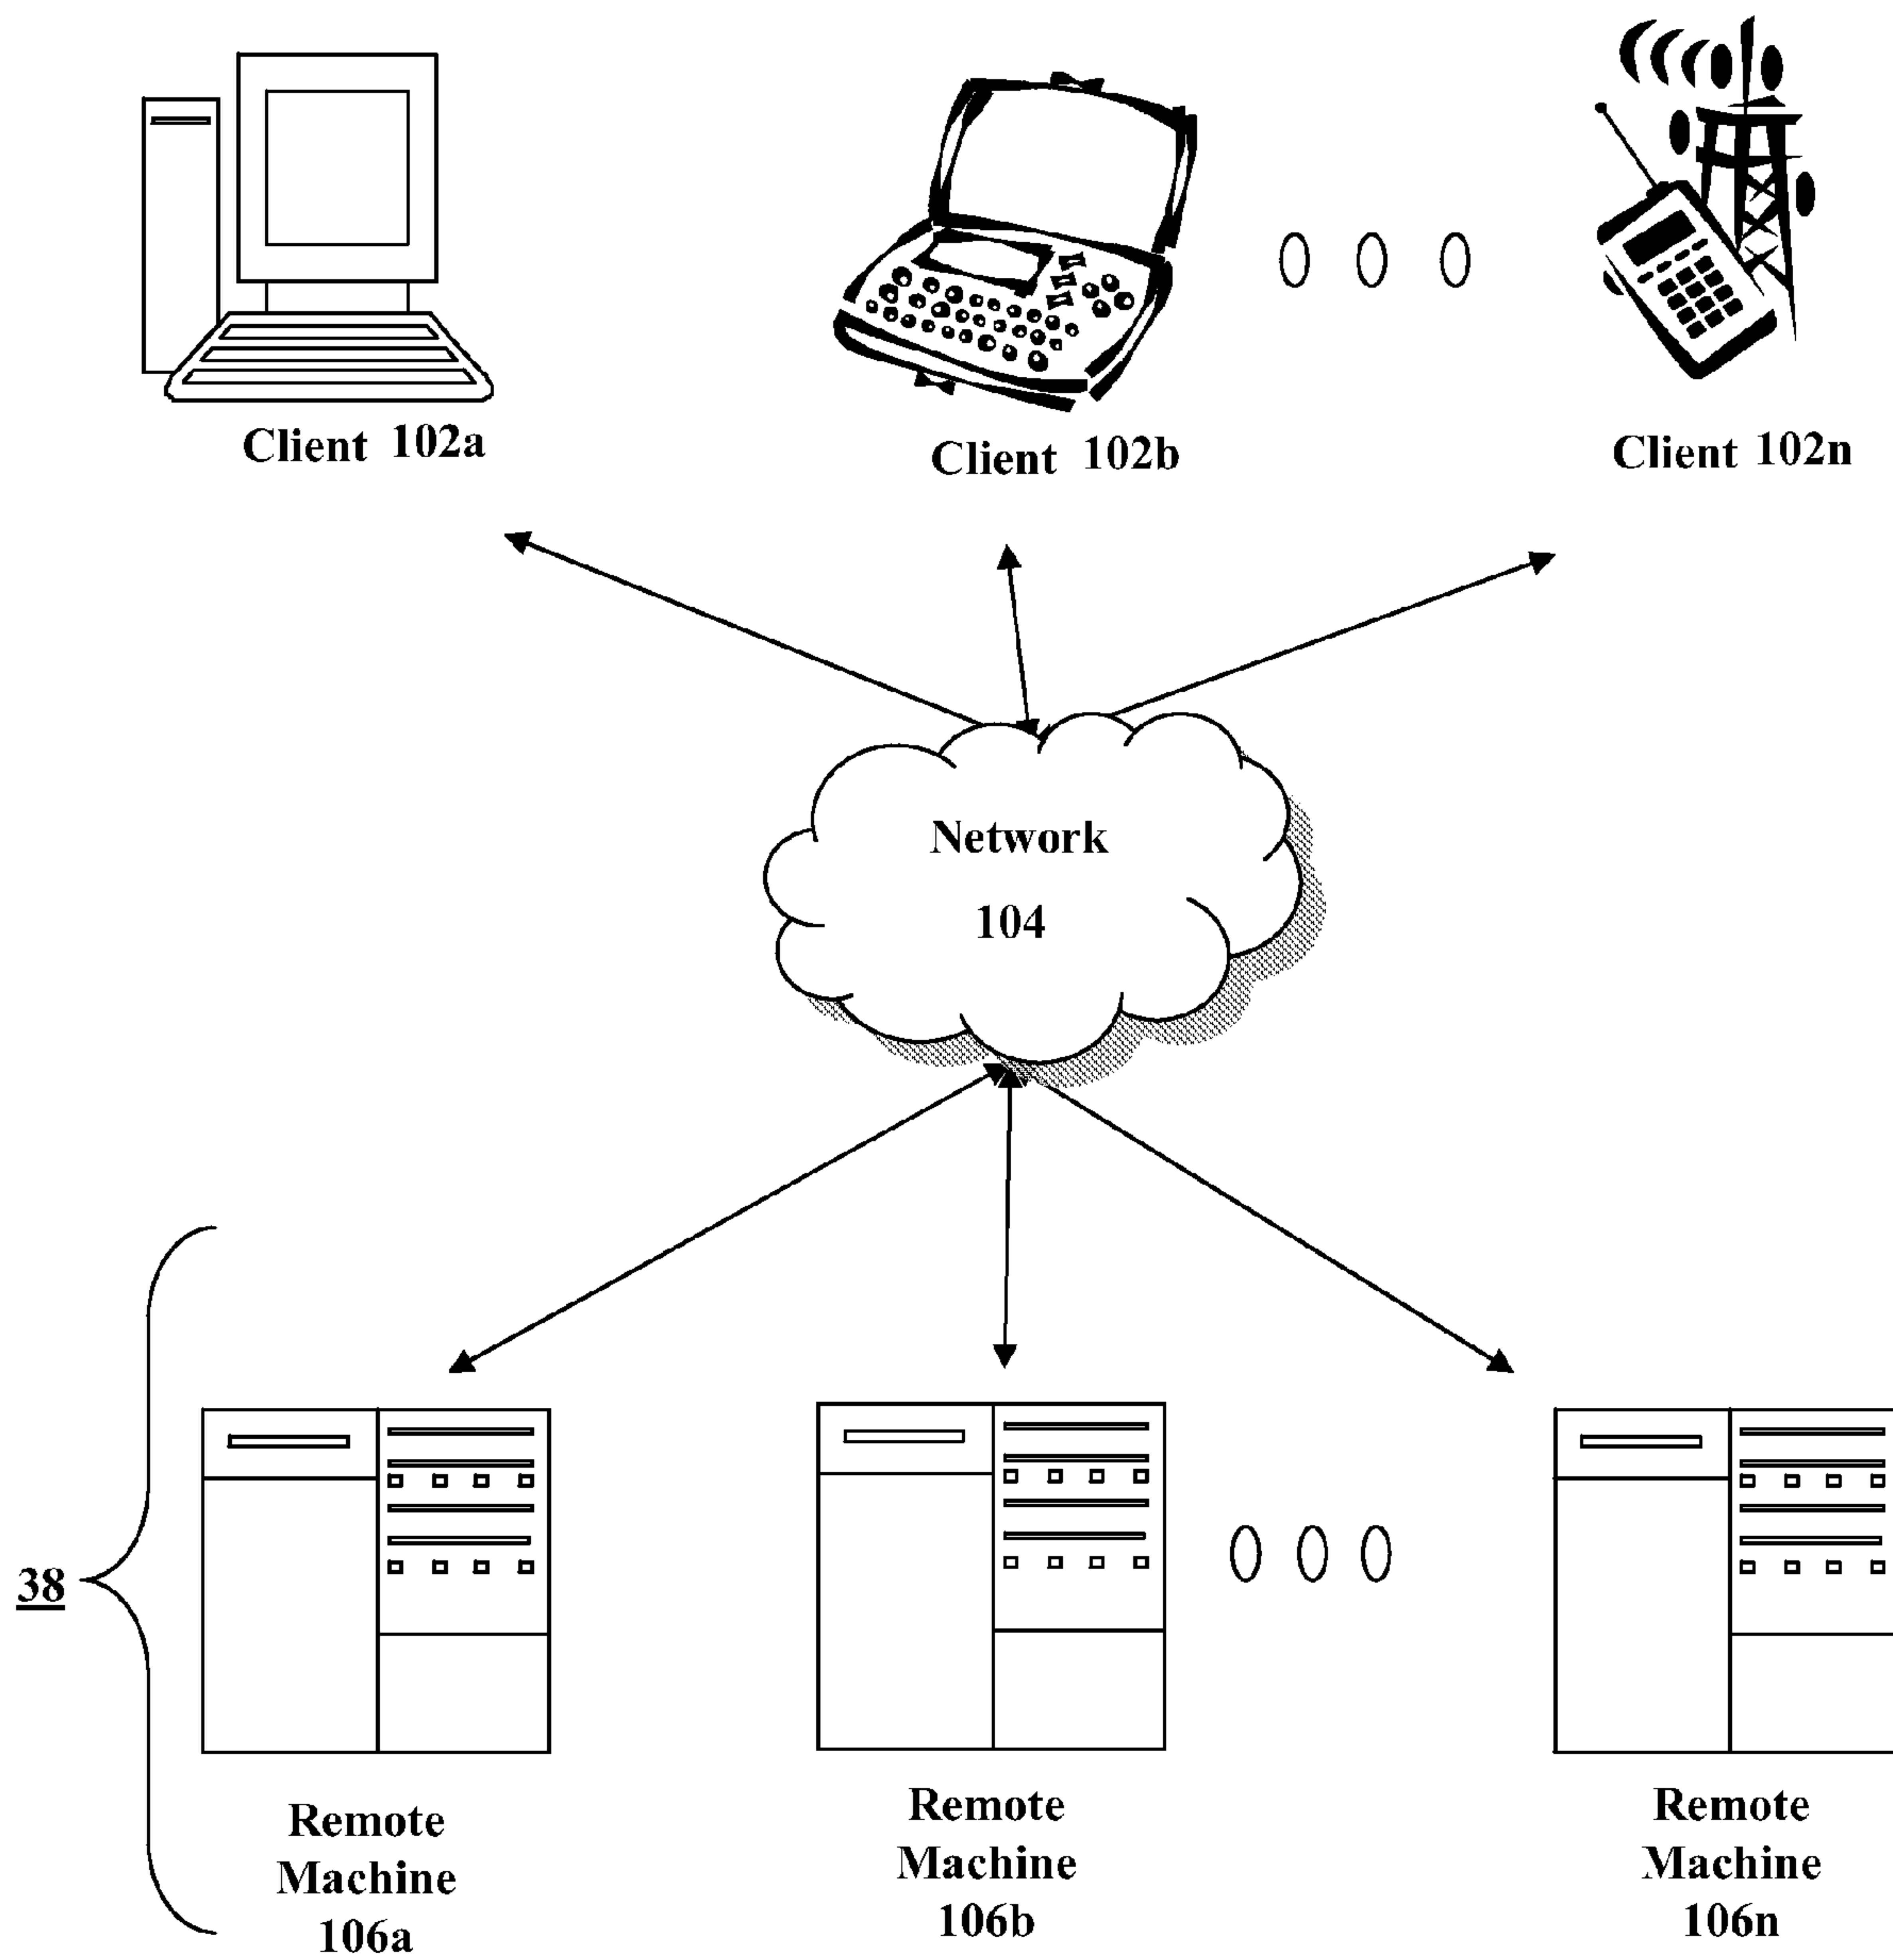 Client 102a
Client 102b
Client 102n
Network
104
38
Remote
Machine
106a
Remote
Machine
106b
Remote
Machine
106n